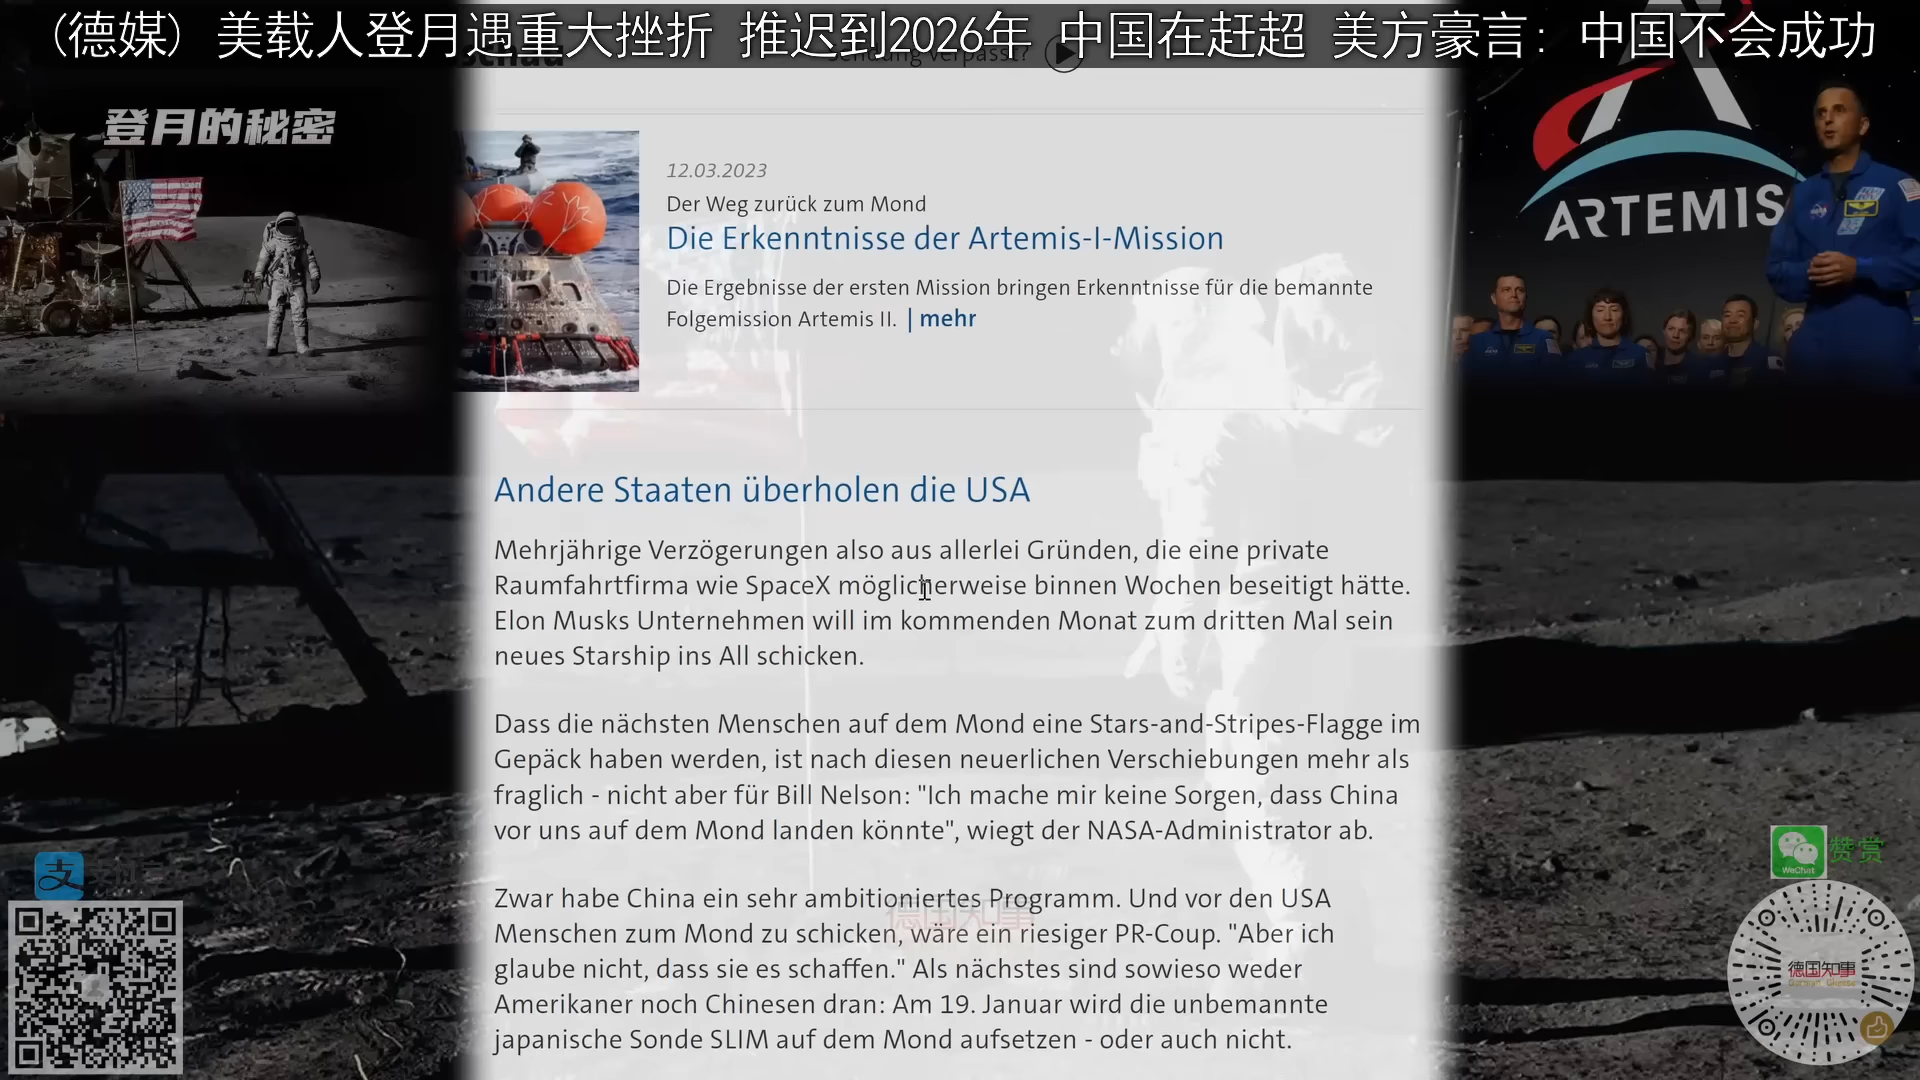 （德媒） 美载人登月遇重大挫折 推迟到2026年 中国在赶超 美方豪言： 中国不会成功
Sendung verpasst?
登月的秘密
ARTEMIS
12.03.2023
Der Weg zurück zum Mond
Die Erkenntnisse der Artemis-I-Mission
Die Ergebnisse der ersten Mission bringen Erkenntnisse für die bemannte
Folgemission Artemis II. | mehr
Andere Staaten überholen die USA
Mehrjährige Verzögerungen also aus allerlei Gründen, die eine private
Raumfahrtfirma wie SpaceX möglicherweise binnen Wochen beseitigt hätte.
Elon Musks Unternehmen will im kommenden Monat zum dritten Mal sein
neues Starship ins All schicken.
Dass die nächsten Menschen auf dem Mond eine Stars-and-Stripes-Flagge im
Gepäck haben werden, ist nach diesen neuerlichen Verschiebungen mehr als
fraglich - nicht aber für Bill Nelson: "Ich mache mir keine Sorgen, dass China
vor uns auf dem Mond landen könnte", wiegt der NASA-Administrator ab.
Zwar habe China ein sehr ambitioniertes Programm. Und vor den USA
Menschen zum Mond zu schicken, wäre ein riesiger PR-Coup. "Aber ich
glaube nicht, dass sie es schaffen." Als nächstes sind sowieso weder
Amerikaner noch Chinesen dran: Am 19. Januar wird die unbemannte
japanische Sonde SLIM auf dem Mond aufsetzen - oder auch nicht.
德国知事
支
WeChat
赞赏
德国知事